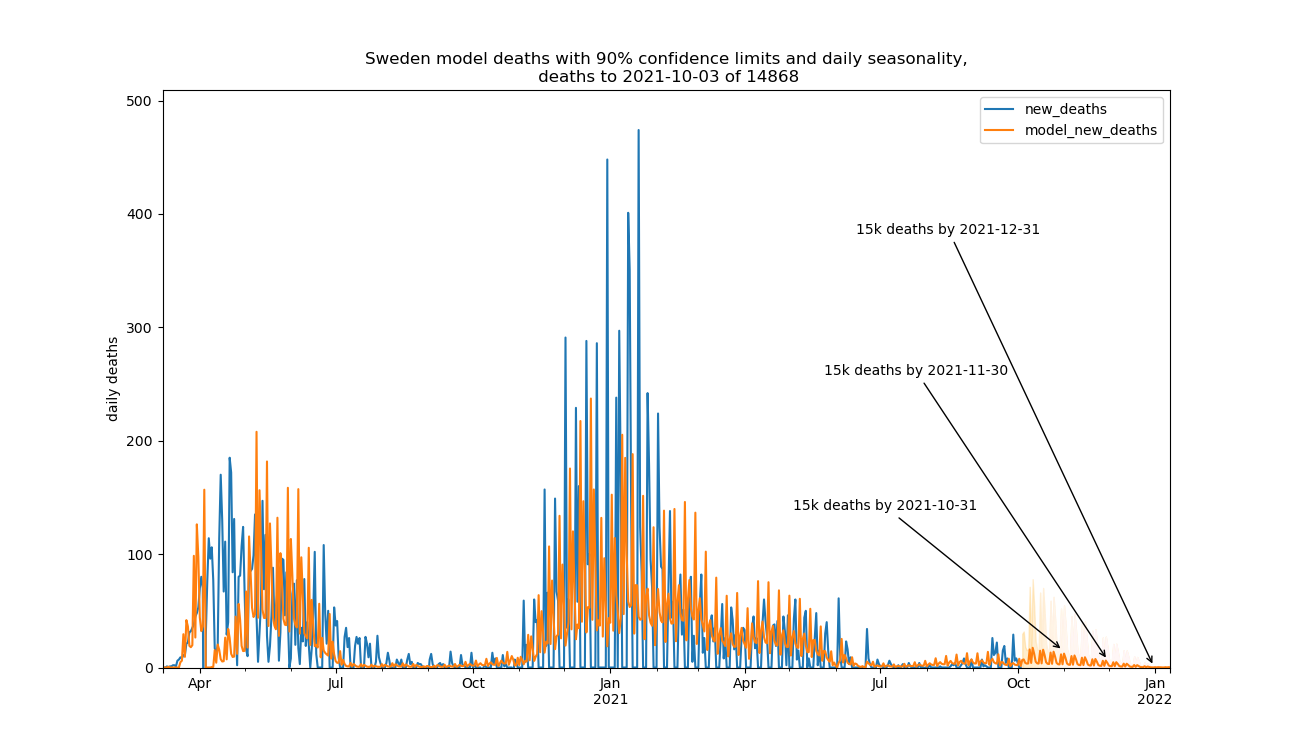 Sweden model deaths with 90% confidence limits and daily seasonality,
deaths to 2021-10-03 of 14868
500
new_deaths
model_new_deaths
400
15k deaths by 2021-12-31
300
daily deaths
15k deaths by 2021-11-30
200
15k deaths by 2021-10-31
100
0
Apr
Jul
Oct
Jan
2021
Apr
Jul
Oct
Jan
2022